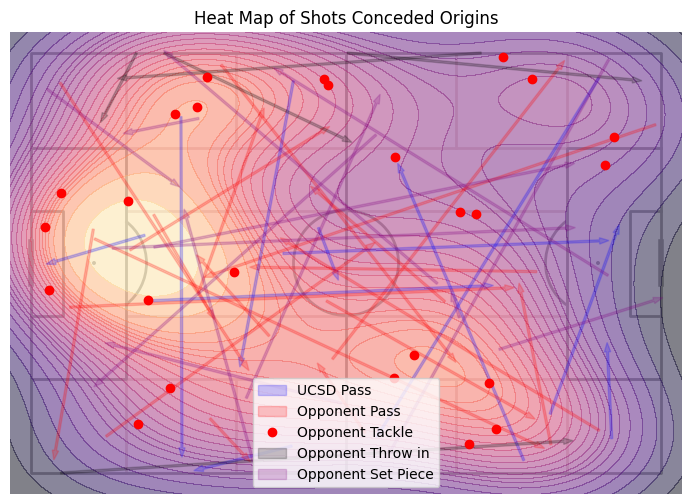 Heat Map of Shots Conceded Origins
UCSD Pass
Opponent Pass
Opponent Tackle
Opponent Throw in
Opponent Set Piece